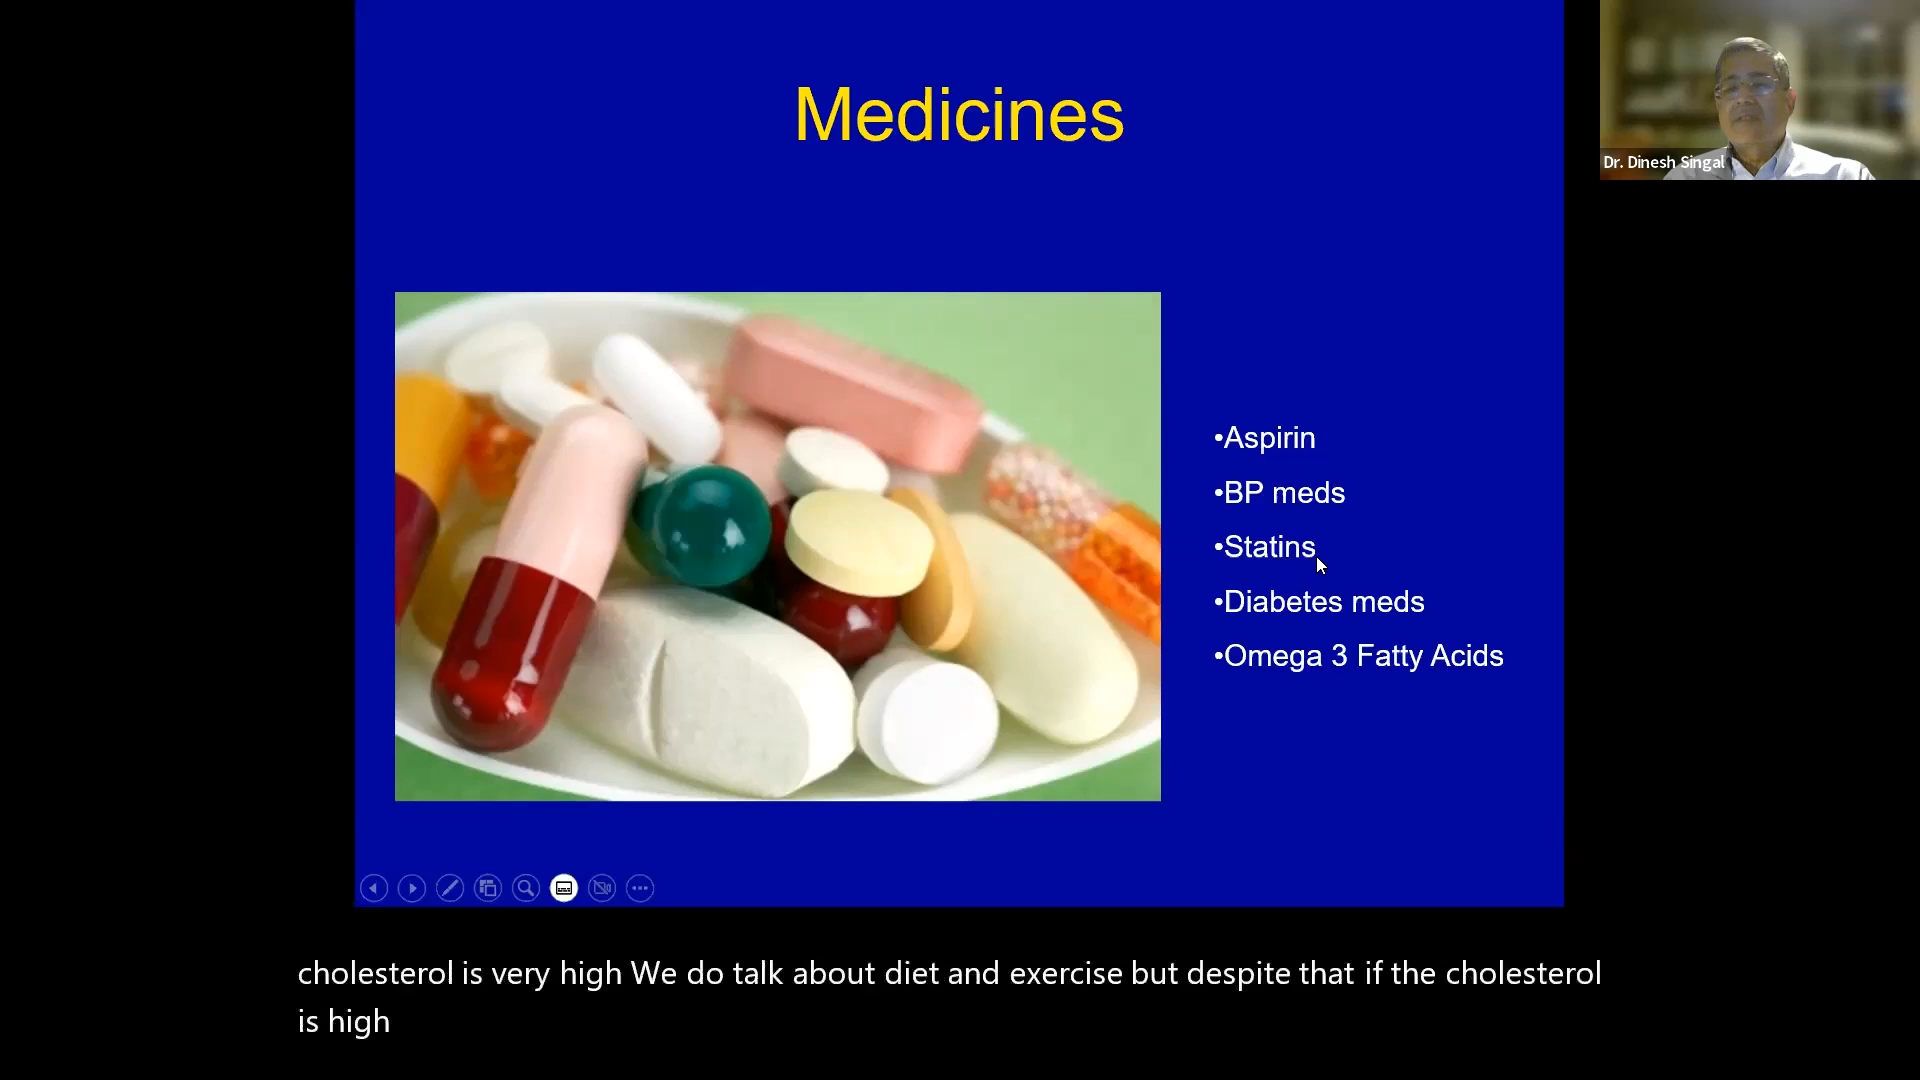 Medicines
Dr. Dinesh Singal
•Aspirin
•BP meds
•Statins
•Diabetes meds
•Omega 3 Fatty Acids
cholesterol is very high We do talk about diet and exercise but despite that if the cholesterol
is high